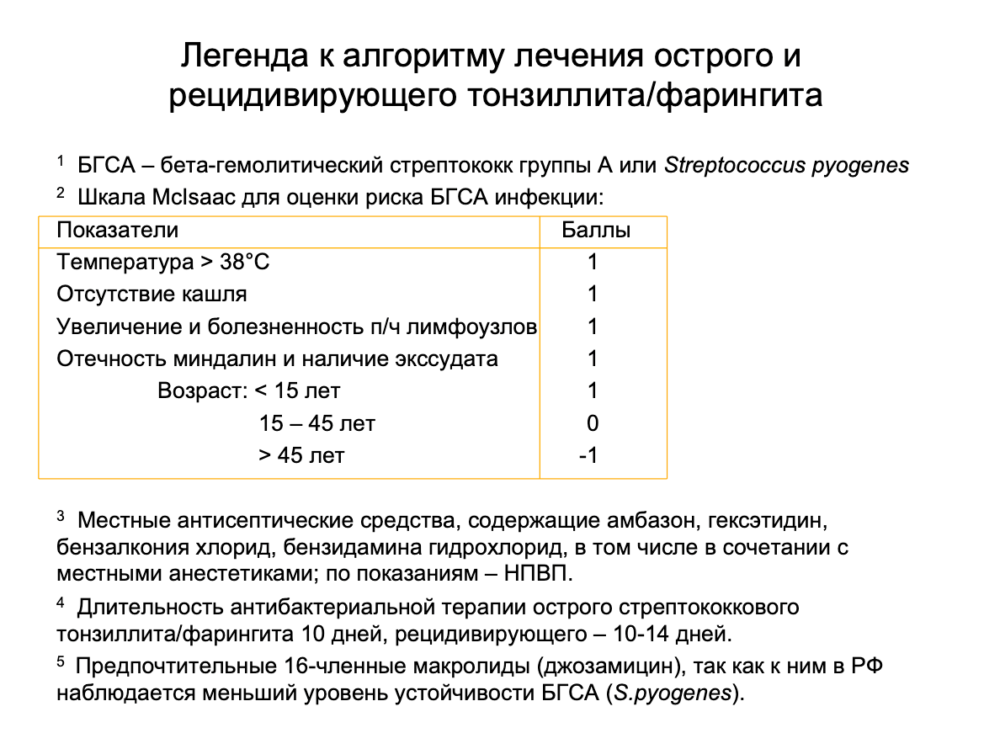 Легенда к алгоритму лечения острого и
рецидивирующего тонзиллита/фарингита
¹ БГСА – бета-гемолитический стрептококк группы А или Streptococcus pyogenes
² Шкала McIsaac для оценки риска БГСА инфекции:
Показатели Баллы
Температура > 38°С 1
Отсутствие кашля 1
Увеличение и болезненность п/ч лимфоузлов 1
Отечность миндалин и наличие экссудата 1
Возраст: < 15 лет 1
15 – 45 лет 0
> 45 лет -1
³ Местные антисептические средства, содержащие амбазон, гексэтидин,
бензалкония хлорид, бензидамина гидрохлорид, в том числе в сочетании с
местными анестетиками; по показаниям – НПВП.
⁴ Длительность антибактериальной терапии острого стрептококкового
тонзиллита/фарингита 10 дней, рецидивирующего – 10-14 дней.
⁵ Предпочтительные 16-членные макролиды (джозамицин), так как к ним в РФ
наблюдается меньший уровень устойчивости БГСА (S.pyogenes).